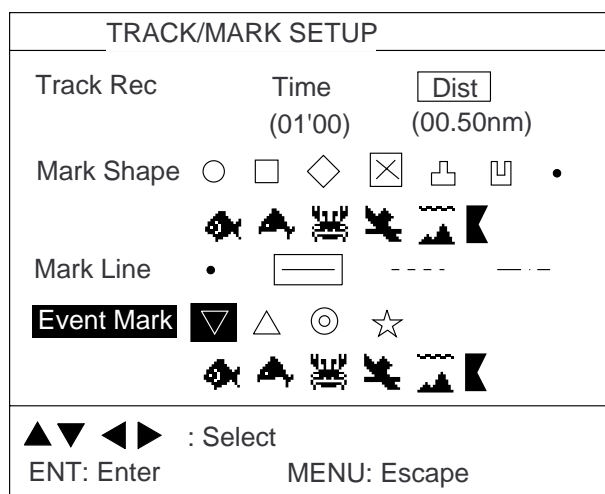 TRACK/MARK SETUP
Track Rec Time Dist
(01'00) (00.50nm)
Mark Shape
Mark Line
Event Mark
: Select
ENT: Enter MENU: Escape